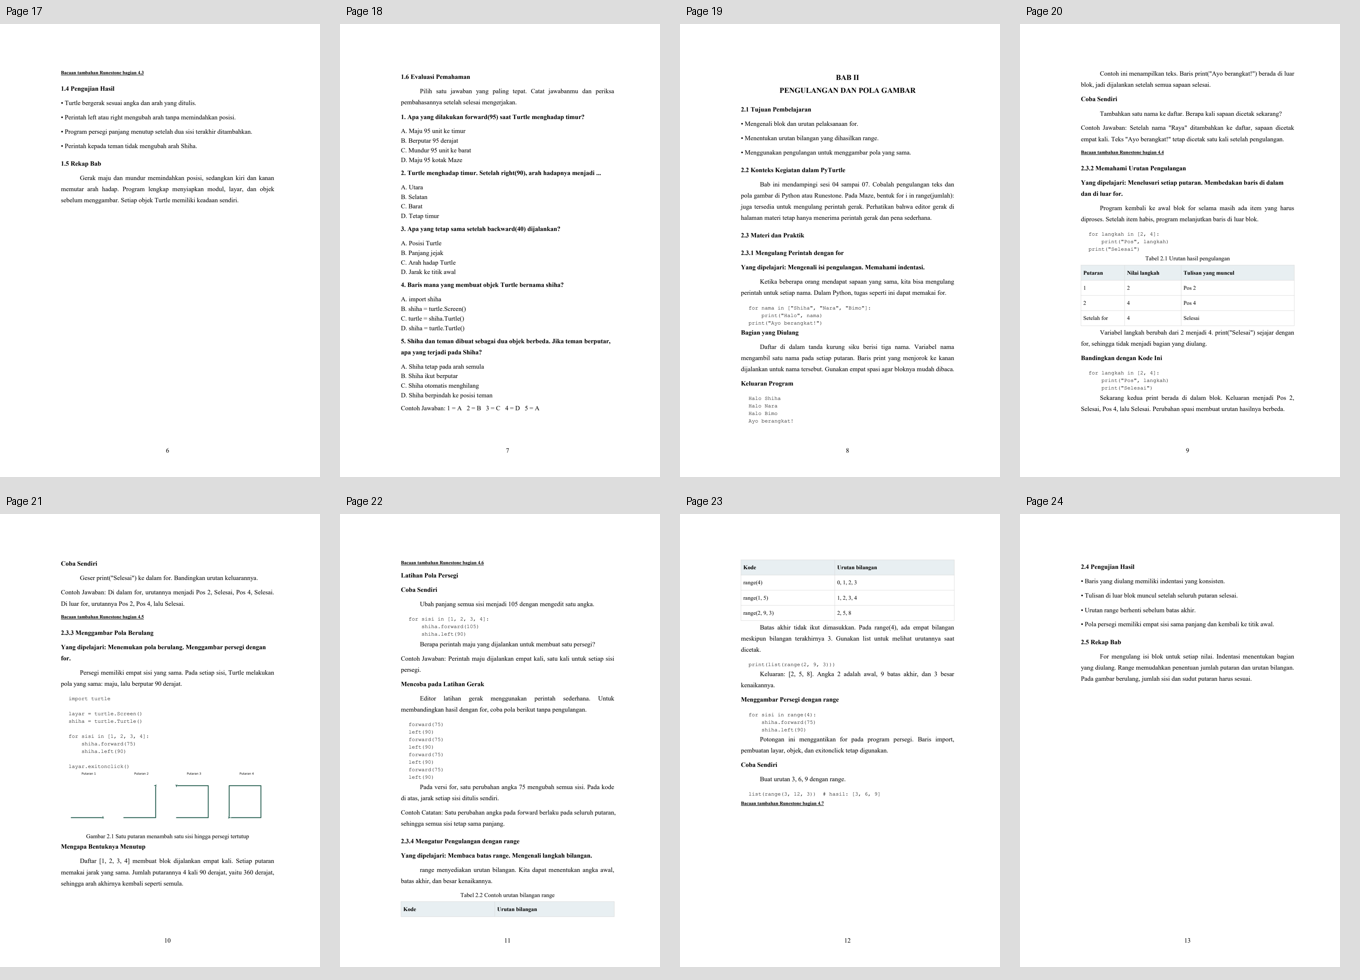 Page 17
Bacaan tambahan Runestone bagian 4.3
1.4 Pengujian Hasil
• Turtle bergerak sesuai angka dan arah yang ditulis.
• Perintah left atau right mengubah arah tanpa memindahkan posisi.
• Program persegi panjang menutup setelah dua sisi terakhir ditambahkan.
• Perintah kepada teman tidak mengubah arah Shiha.
1.5 Rekap Bab
Gerak maju dan mundur memindahkan posisi, sedangkan kiri dan kanan
memutar arah hadap. Program lengkap menyiapkan modul, layar, dan objek
sebelum menggambar. Setiap objek Turtle memiliki keadaan sendiri.
6
Page 18
1.6 Evaluasi Pemahaman
Pilih satu jawaban yang paling tepat. Catat jawabanmu dan periksa
pembahasannya setelah selesai mengerjakan.
1. Apa yang dilakukan forward(95) saat Turtle menghadap timur?
A. Maju 95 unit ke timur
B. Berputar 95 derajat
C. Mundur 95 unit ke barat
D. Maju 95 kotak Maze
2. Turtle menghadap timur. Setelah right(90), arah hadapnya menjadi ...
A. Utara
B. Selatan
C. Barat
D. Tetap timur
3. Apa yang tetap sama setelah backward(40) dijalankan?
A. Posisi Turtle
B. Panjang jejak
C. Arah hadap Turtle
D. Jarak ke titik awal
4. Baris mana yang membuat objek Turtle bernama shiha?
A. import shiha
B. shiha = turtle.Screen()
C. turtle = shiha.Turtle()
D. shiha = turtle.Turtle()
5. Shiha dan teman dibuat sebagai dua objek berbeda. Jika teman berputar,
apa yang terjadi pada Shiha?
A. Shiha tetap pada arah semula
B. Shiha ikut berputar
C. Shiha otomatis menghilang
D. Shiha berpindah ke posisi teman
Contoh Jawaban: 1 = A 2 = B 3 = C 4 = D 5 = A
7
Page 19
BAB II
PENGULANGAN DAN POLA GAMBAR
2.1 Tujuan Pembelajaran
• Mengenali blok dan urutan pelaksanaan for.
• Menentukan urutan bilangan yang dihasilkan range.
• Menggunakan pengulangan untuk menggambar pola yang sama.
2.2 Konteks Kegiatan dalam PyTurtle
Bab ini mendampingi sesi 04 sampai 07. Cobalah pengulangan teks dan
pola gambar di Python atau Runestone. Pada Maze, bentuk for i in range(jumlah):
juga tersedia untuk mengulang perintah gerak. Perhatikan bahwa editor gerak di
halaman materi tetap hanya menerima perintah gerak dan pena sederhana.
2.3 Materi dan Praktik
2.3.1 Mengulang Perintah dengan for
Yang dipelajari: Mengenali isi pengulangan. Memahami indentasi.
Ketika beberapa orang mendapat sapaan yang sama, kita bisa mengulang
perintah untuk setiap nama. Dalam Python, tugas seperti ini dapat memakai for.
for nama in ["Shiha", "Rara", "Bimo"]:
print("Halo", nama)
print("Ayo berangkat!")
Bagian yang Diulang
Daftar di dalam tanda kurung siku berisi tiga nama. Variabel nama
mengambil satu nama pada setiap putaran. Baris print yang menjorok ke kanan
dijalankan untuk nama tersebut. Gunakan empat spasi agar bloknya mudah dibaca.
Keluaran Program
Halo Shiha
Halo Rara
Halo Bimo
Ayo berangkat!
8
Page 20
Contoh ini menampilkan teks. Baris print("Ayo berangkat!") berada di luar
blok, jadi dijalankan setelah semua sapaan selesai.
Coba Sendiri
Tambahkan satu nama ke daftar. Berapa kali sapaan dicetak sekarang?
Contoh Jawaban: Setelah nama "Raya" ditambahkan ke daftar, sapaan dicetak
empat kali. Teks "Ayo berangkat!" tetap dicetak satu kali setelah pengulangan.
Bacaan tambahan Runestone bagian 4.4
2.3.2 Memahami Urutan Pengulangan
Yang dipelajari: Menelusuri setiap putaran. Membedakan baris di dalam
dan di luar for.
Program kembali ke awal blok for selama masih ada item yang harus
diproses. Setelah item habis, program melanjutkan baris di luar blok.
for langkah in [2, 4]:
print("Pos", langkah)
print("Selesai")
Tabel 2.1 Urutan hasil pengulangan
Putaran Nilai langkah Tulisan yang muncul
1 2 Pos 2
2 4 Pos 4
Setelah for 4 Selesai
Variabel langkah berubah dari 2 menjadi 4. print("Selesai") sejajar dengan
for, sehingga tidak menjadi bagian yang diulang.
Bandingkan dengan Kode Ini
for langkah in [2, 4]:
print("Pos", langkah)
print("Selesai")
Sekarang kedua print berada di dalam blok. Keluaran menjadi Pos 2,
Selesai, Pos 4, lalu Selesai. Perubahan spasi membuat urutan hasilnya berbeda.
9
Page 21
Coba Sendiri
Geser print("Selesai") ke dalam for. Bandingkan urutan keluarannya.
Contoh Jawaban: Di dalam for, urutannya menjadi Pos 2, Selesai, Pos 4, Selesai.
Di luar for, urutannya Pos 2, Pos 4, lalu Selesai.
Bacaan tambahan Runestone bagian 4.5
2.3.3 Menggambar Pola Berulang
Yang dipelajari: Menemukan pola berulang. Menggambar persegi dengan
for.
Persegi memiliki empat sisi yang sama. Pada setiap sisi, Turtle melakukan
pola yang sama: maju, lalu berputar 90 derajat.
import turtle
layar = turtle.Screen()
shiha = turtle.Turtle()
for sisi in [1, 2, 3, 4]:
shiha.forward(75)
shiha.left(90)
layar.exitonclick()
Putaran 1 Putaran 2 Putaran 3 Putaran 4
Gambar 2.1 Satu putaran menambah satu sisi hingga persegi tertutup
Mengapa Bentuknya Menutup
Daftar [1, 2, 3, 4] membuat blok dijalankan empat kali. Setiap putaran
memakai jarak yang sama. Jumlah putarannya 4 kali 90 derajat, yaitu 360 derajat,
sehingga arah akhirnya kembali seperti semula.
10
Page 22
Bacaan tambahan Runestone bagian 4.6
Latihan Pola Persegi
Coba Sendiri
Ubah panjang semua sisi menjadi 105 dengan mengedit satu angka.
for sisi in [1, 2, 3, 4]:
shiha.forward(105)
shiha.left(90)
Berapa perintah maju yang dijalankan untuk membuat satu persegi?
Contoh Jawaban: Perintah maju dijalankan empat kali, satu kali untuk setiap sisi
persegi.
Mencoba pada Latihan Gerak
Editor latihan gerak menggunakan perintah sederhana. Untuk
membandingkan hasil dengan for, coba pola berikut tanpa pengulangan.
forward(75)
left(90)
forward(75)
left(90)
forward(75)
left(90)
forward(75)
left(90)
Pada versi for, satu perubahan angka 75 mengubah semua sisi. Pada kode
di atas, jarak setiap sisi ditulis sendiri.
Contoh Catatan: Satu perubahan angka pada forward berlaku pada seluruh putaran,
sehingga semua sisi tetap sama panjang.
2.3.4 Mengatur Pengulangan dengan range
Yang dipelajari: Membaca batas range. Mengenali langkah bilangan.
range menyediakan urutan bilangan. Kita dapat menentukan angka awal,
batas akhir, dan besar kenaikannya.
Tabel 2.2 Contoh urutan bilangan range
Kode Urutan bilangan
11
Page 23
Kode Urutan bilangan
range(4) 0, 1, 2, 3
range(1, 5) 1, 2, 3, 4
range(2, 9, 3) 2, 5, 8
Batas akhir tidak ikut dimasukkan. Pada range(4), ada empat bilangan
meskipun bilangan terakhirnya 3. Gunakan list untuk melihat urutannya saat
dicetak.
print(list(range(2, 9, 3)))
Keluaran: [2, 5, 8]. Angka 2 adalah awal, 9 batas akhir, dan 3 besar
kenaikannya.
Menggambar Persegi dengan range
for sisi in range(4):
shiha.forward(75)
shiha.left(90)
Potongan ini menggantikan for pada program persegi. Baris import,
pembuatan layar, objek, dan exitonclick tetap digunakan.
Coba Sendiri
Buat urutan 3, 6, 9 dengan range.
list(range(3, 12, 3)) # hasil: [3, 6, 9]
Bacaan tambahan Runestone bagian 4.7
12
Page 24
2.4 Pengujian Hasil
• Baris yang diulang memiliki indentasi yang konsisten.
• Tulisan di luar blok muncul setelah seluruh putaran selesai.
• Urutan range berhenti sebelum batas akhir.
• Pola persegi memiliki empat sisi sama panjang dan kembali ke titik awal.
2.5 Rekap Bab
For mengulang isi blok untuk setiap nilai. Indentasi menentukan bagian
yang diulang. Range memudahkan penentuan jumlah putaran dan urutan bilangan.
Pada gambar berulang, jumlah sisi dan sudut putaran harus sesuai.
13